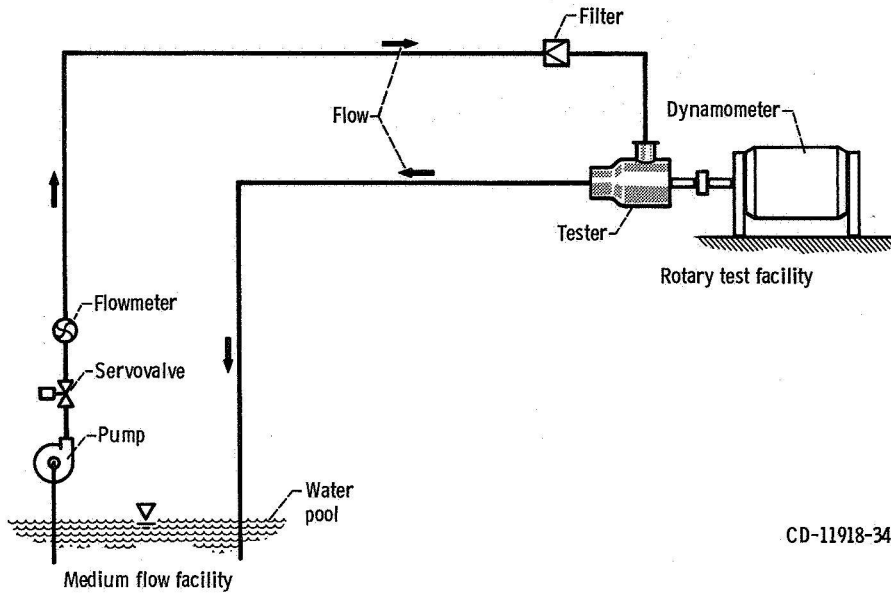 Filter
Flow
Dynamometer
Tester
Rotary test facility
Flowmeter
Servovalve
Pump
Water
pool
CD-11918-34
Medium flow facility